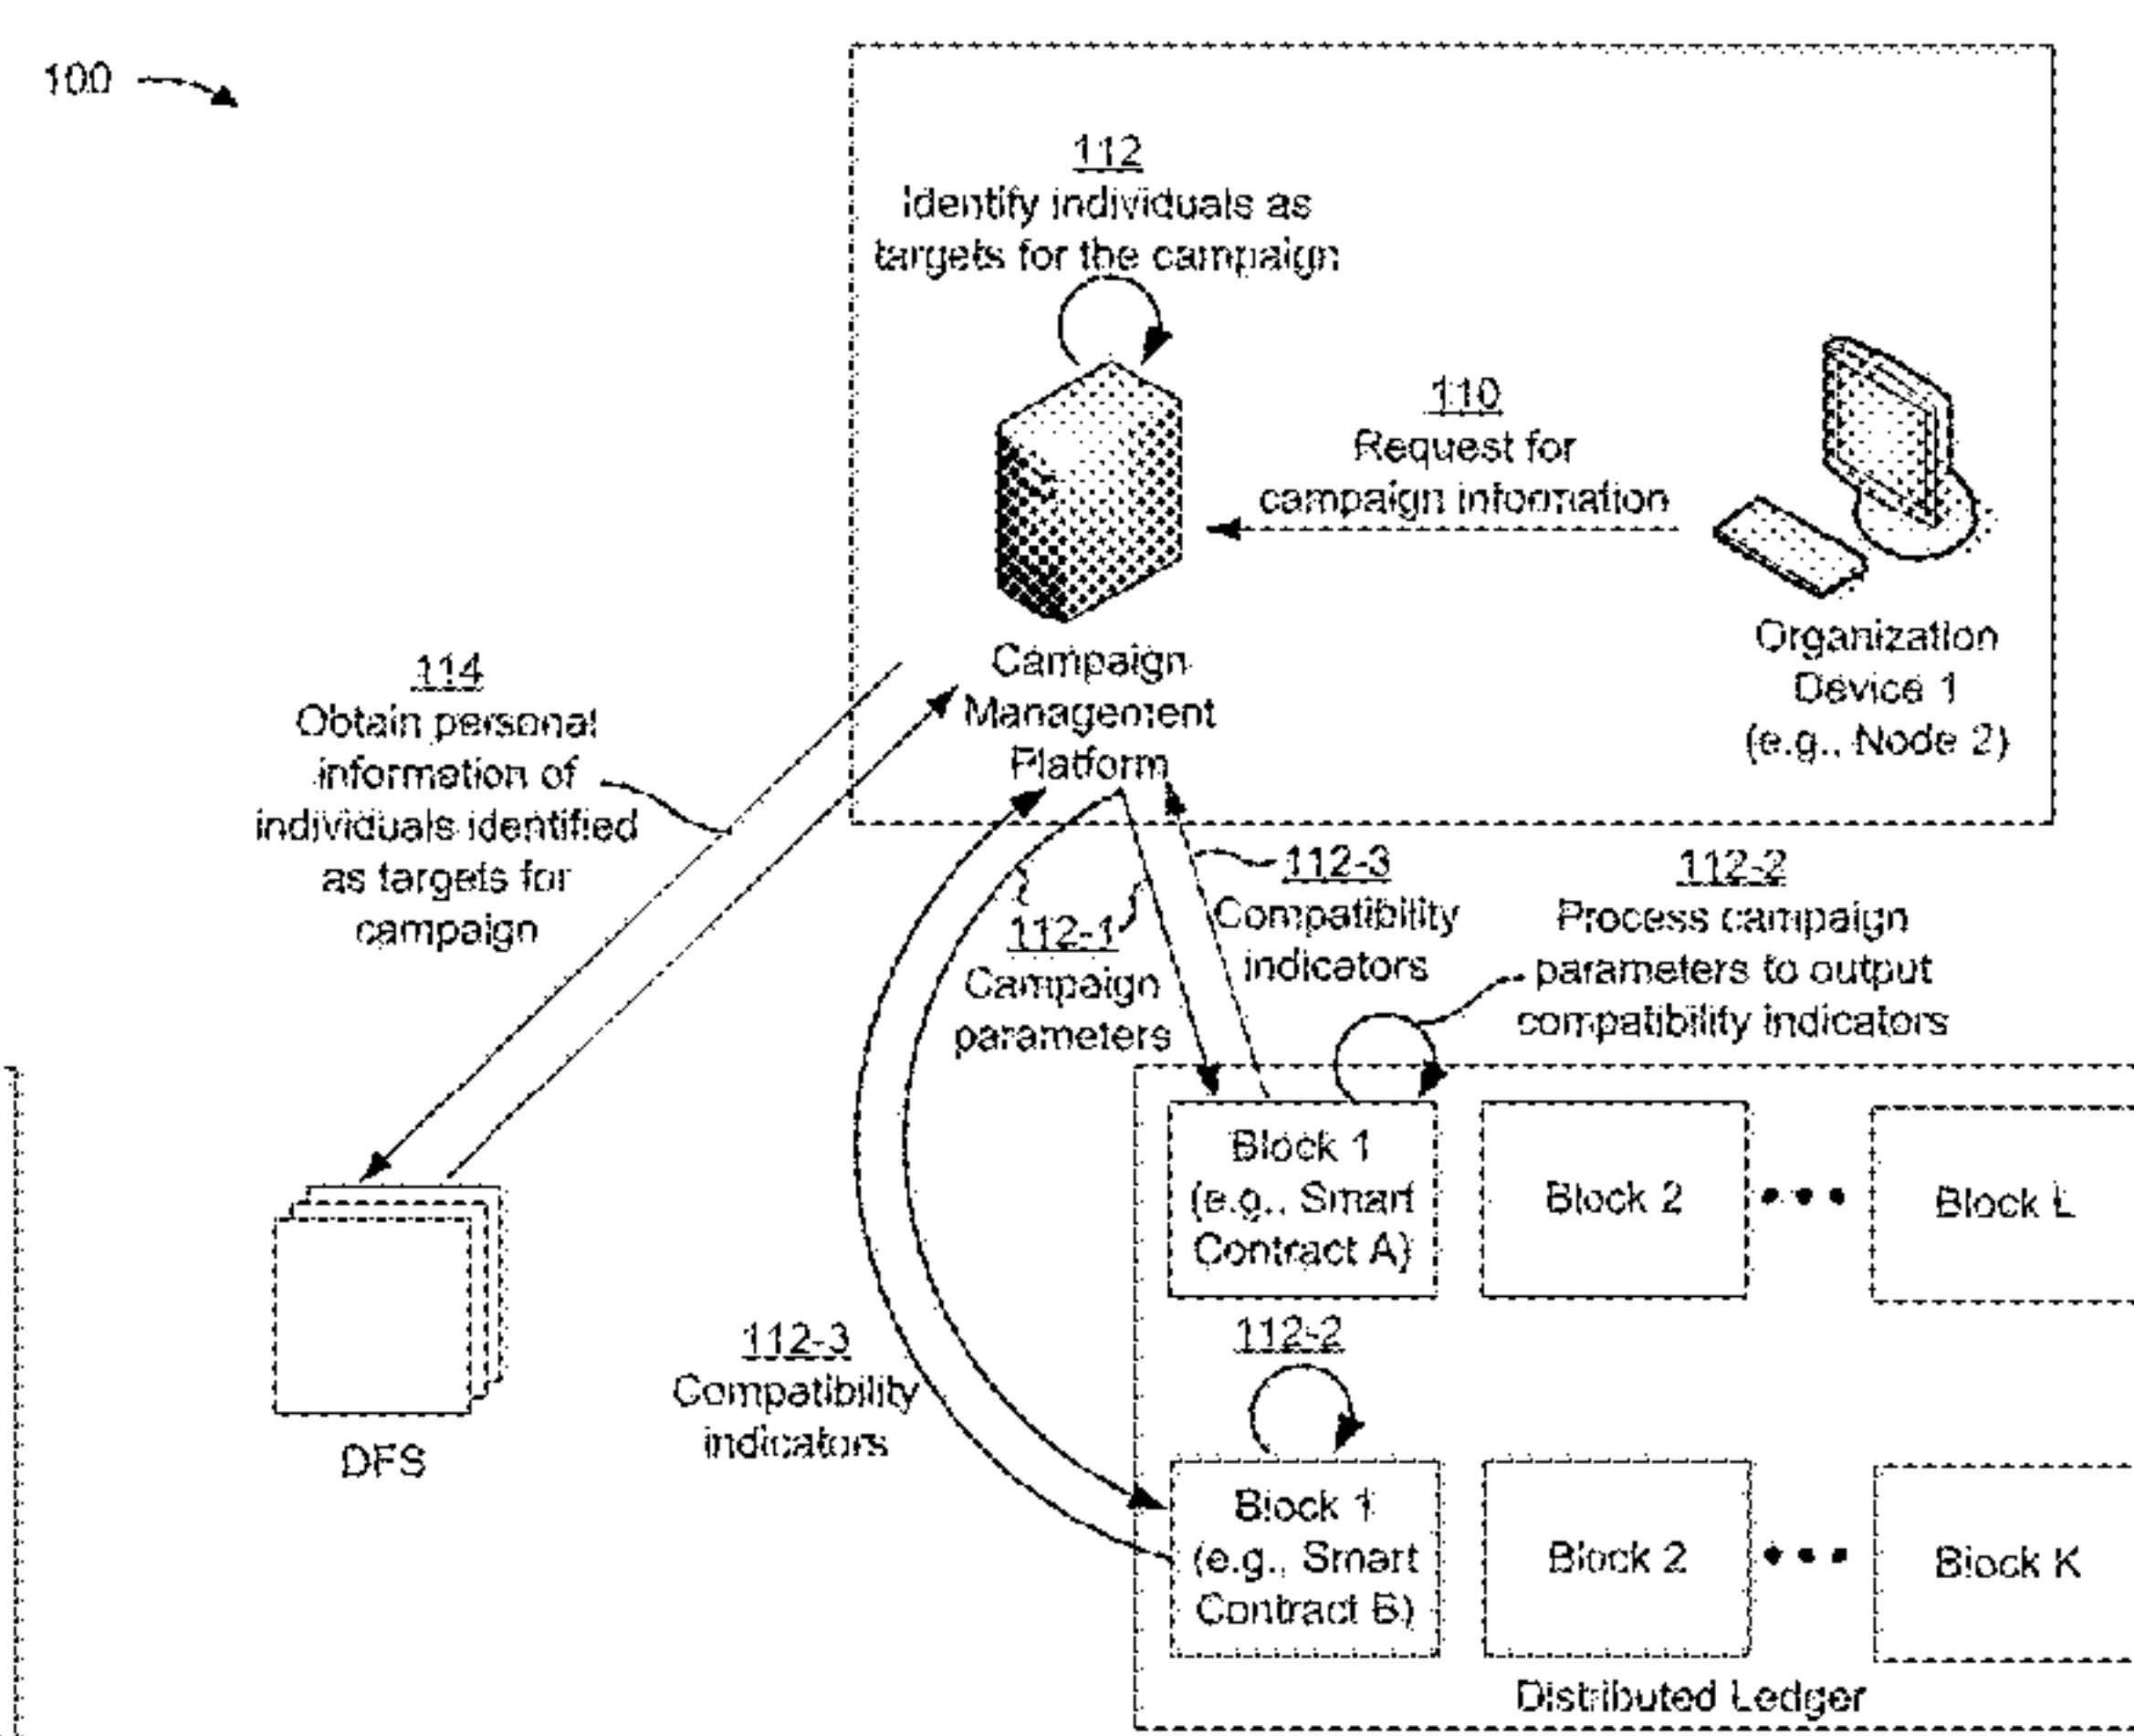 100
112
Identify individuals as
targets for the campaign
110
Request for
campaign information
Campaign
Management
Platform
Organization
Device 1
(e.g., Node 2)
114
Obtain personal
information of
individuals identified
as targets for
campaign
112-3
Compatibility
indicators
112-2
Process campaign
parameters to output
compatibility indicators
112-1
Campaign
parameters
Block 1
(e.g., Smart
Contract A)
Block 2
Block L
112-3
Compatibility
indicators
112-2
DFS
Block 1
(e.g., Smart
Contract B)
Block 2
Block K
Distributed Ledger